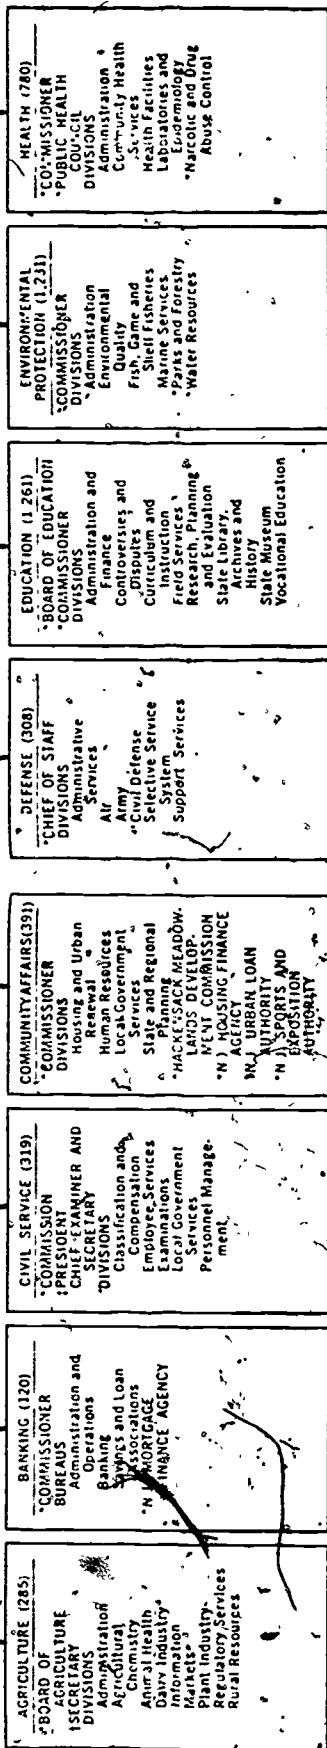 AGRICULTURE (285)
*BOARD OF
AGRICULTURE
‡SECRETARY
DIVISIONS
Administration
Agricultural
Chemistry
Animal Health
Dairy Industry
Information
Markets
Plant Industry
Regulatory Services
Rural Resources
BANKING (120)
*COMMISSIONER
BUREAUS
Administration and
Operations
Banking
Savings and Loan
Associations
*N J MORTGAGE
FINANCE AGENCY
CIVIL SERVICE (319)
*COMMISSION
‡PRESIDENT
CHIEF EXAMINER AND
SECRETARY
*DIVISIONS
Classification and
Compensation
Employee Services
Examinations
Local Government
Services
Personnel Manage-
ment
COMMUNITY AFFAIRS (391)
*COMMISSIONER
DIVISIONS
Housing and Urban
Renewal
Human Resources
Local Government
Services
State and Regional
Planning
*HACKENSACK MEADOW-
LANDS DEVELOP-
MENT COMMISSION
*N J HOUSING FINANCE
AGENCY
*N J URBAN LOAN
AUTHORITY
*N J SPORTS AND
EXPOSITION
AUTHORITY
DEFENSE (308)
*CHIEF OF STAFF
DIVISIONS
Administrative
Services
Air
Army
*Civil Defense
Selective Service
System
Support Services
EDUCATION (1 261)
*BOARD OF EDUCATION
*COMMISSIONER
DIVISIONS
Administration and
Finance
Controversies and
Disputes
Curriculum and
Instruction
Field Services
Research, Planning
and Evaluation
State Library,
Archives and
History
State Museum
Vocational Education
ENVIRONMENTAL
PROTECTION (1,231)
*COMMISSIONER
DIVISIONS
Administration
Environmental
Quality
Fish, Game and
Shell Fisheries
Marine Services
*Parks and Forestry
*Water Resources
HEALTH (780)
*COMMISSIONER
*PUBLIC HEALTH
COUNCIL
DIVISIONS
Administration
Community Health
Services
Health Facilities
Laboratories and
Epidemiology
*Narcotic and Drug
Abuse Control